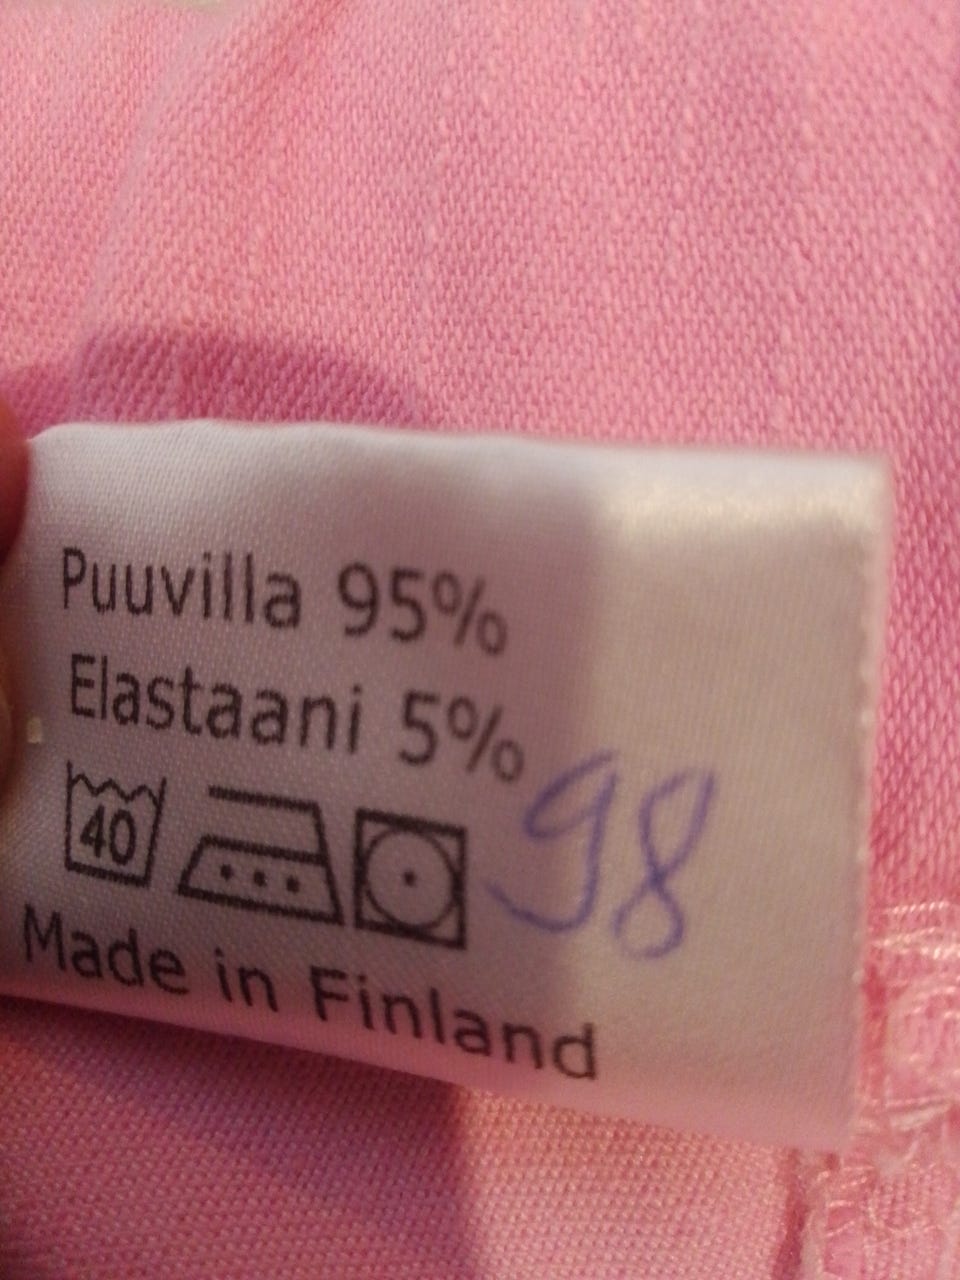 Puuvilla 95%
Elastaani 5%
40
98
Made in Finland